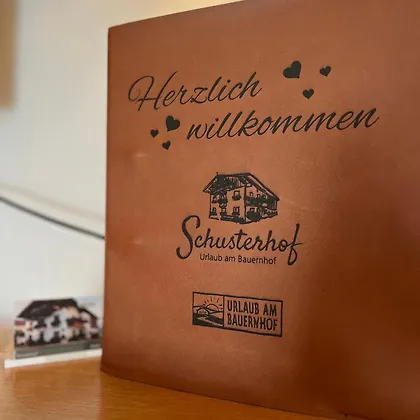 Herzlich
willkommen
Schusterhof
Urlaub am Bauernhof
URLAUB AM
BAUERNHOF